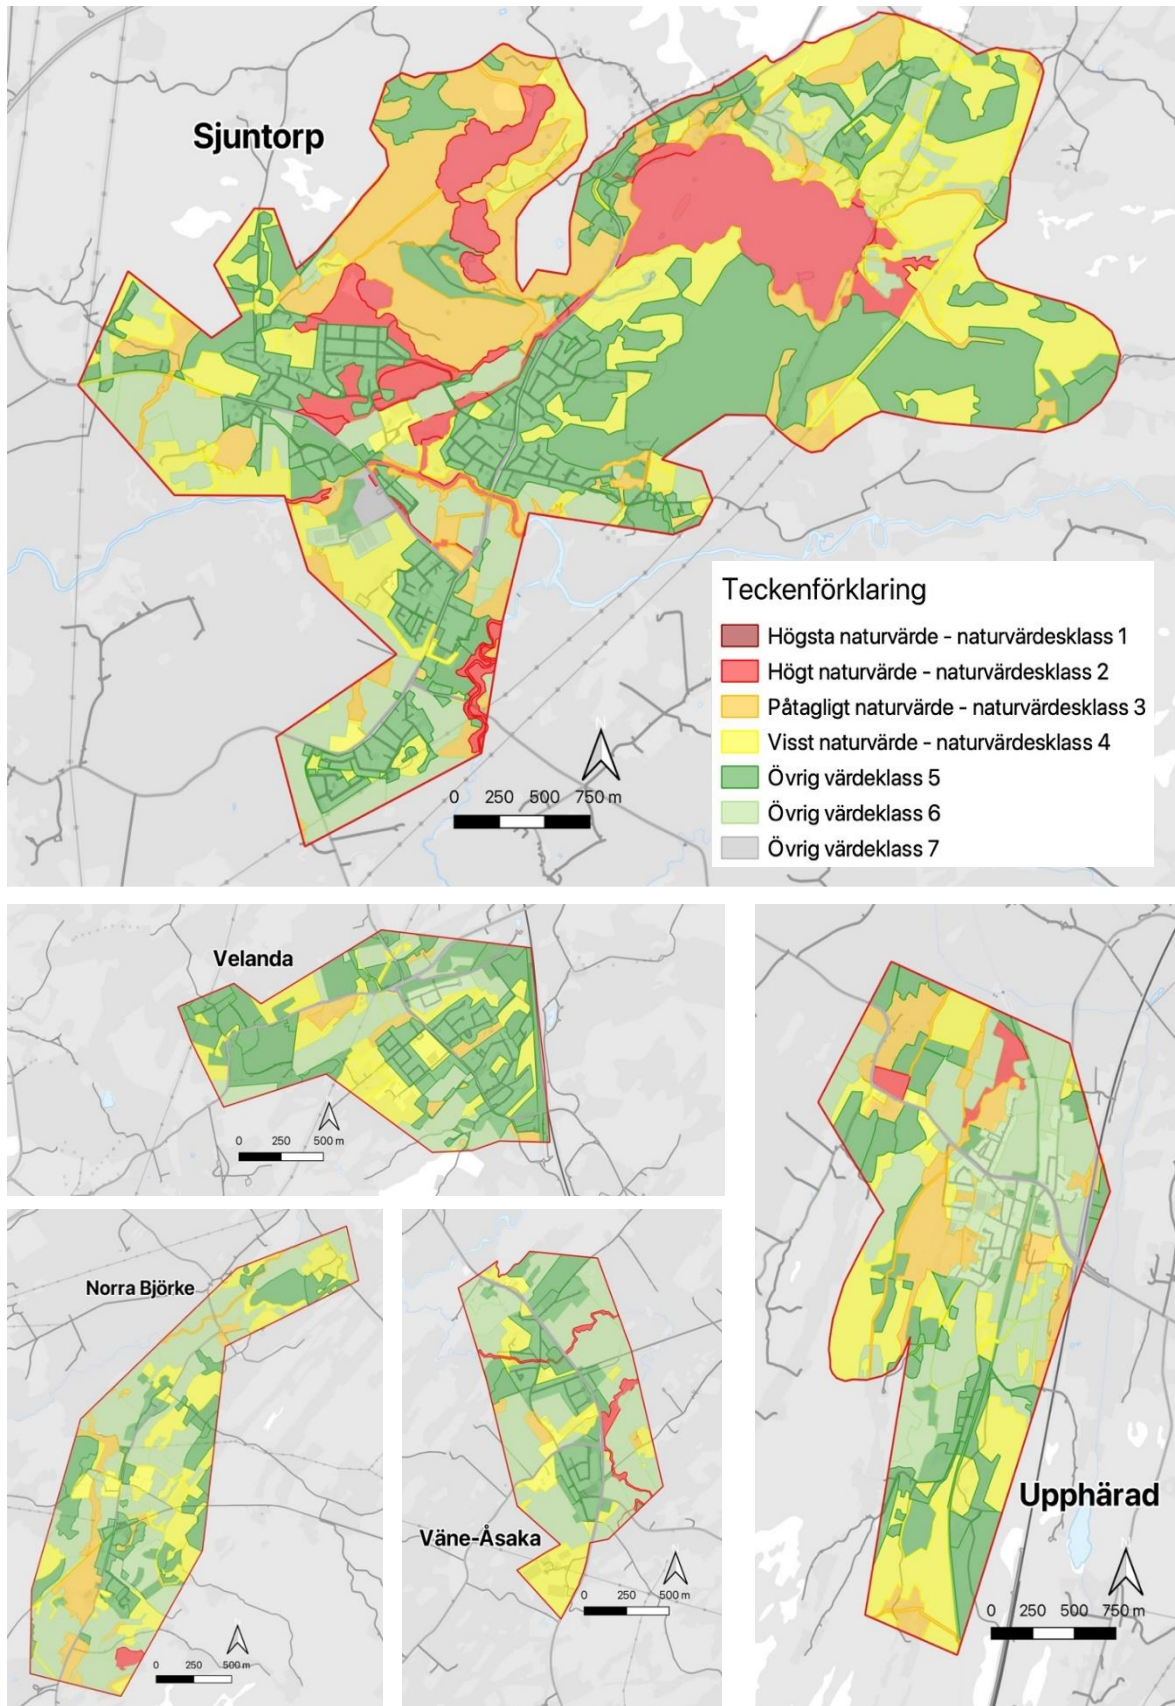 Sjuntorp
Teckenförklaring
Högsta naturvärde - naturvärdesklass 1
Högt naturvärde - naturvärdesklass 2
Påtagligt naturvärde - naturvärdesklass 3
Visst naturvärde - naturvärdesklass 4
Övrig värdeklass 5
Övrig värdeklass 6
Övrig värdeklass 7
N
0 250 500 750 m
Velanda
0 250 500 m
Norra Björke
0 250 500 m
Väne-Åsaka
0 250 500 m
Upphärad
0 250 500 750 m